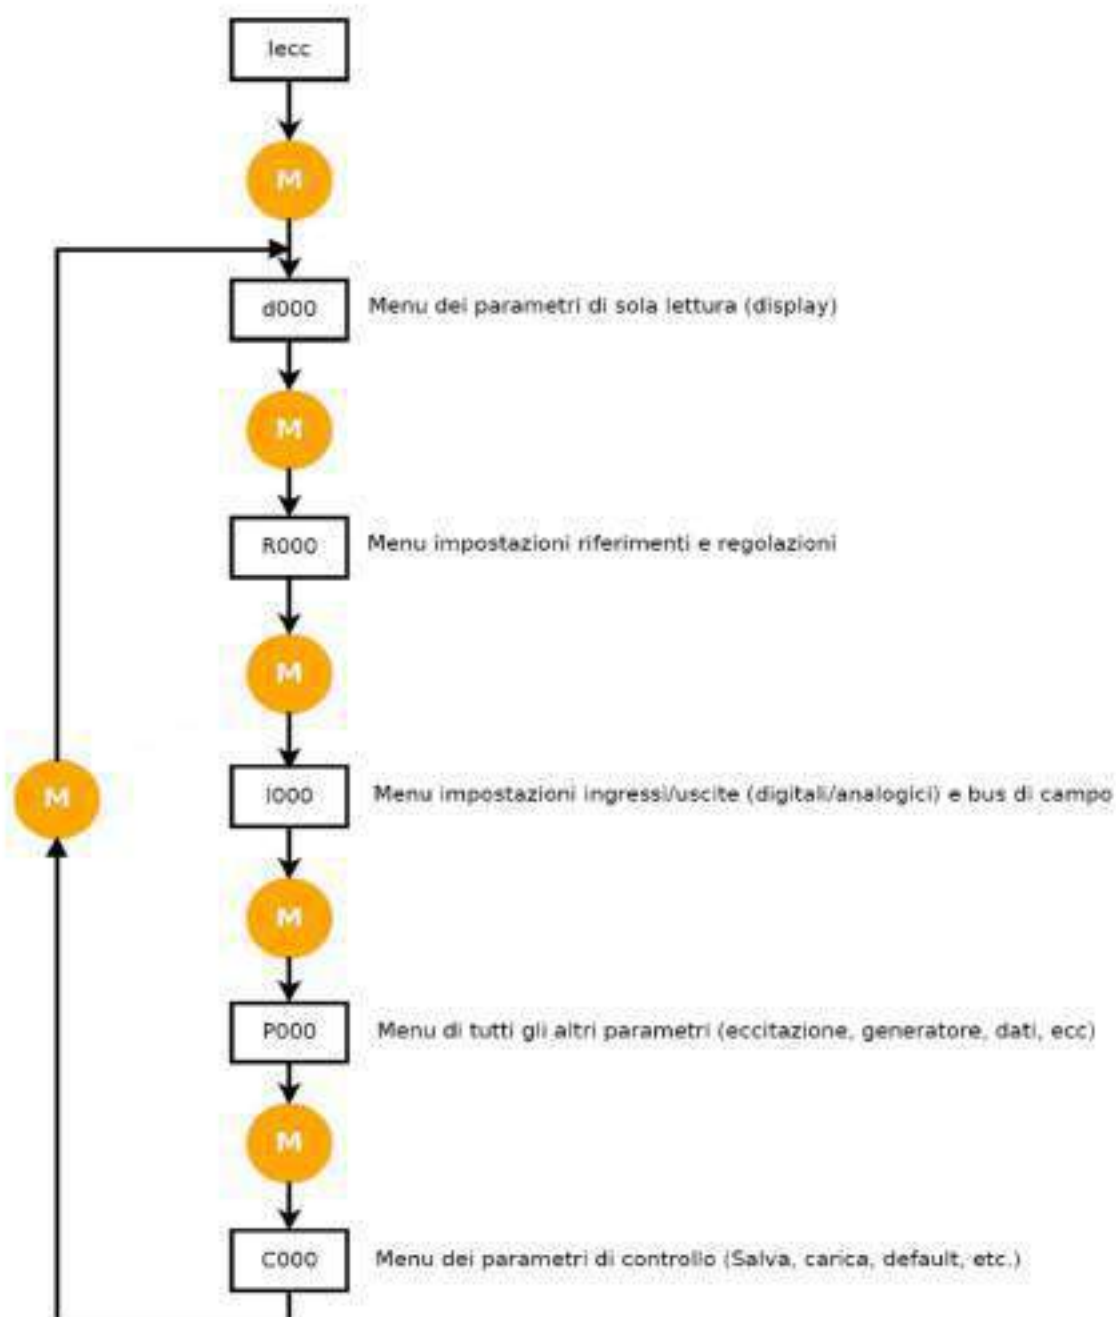 Iecc
M
d000 Menu dei parametri di sola lettura (display)
M
R000 Menu impostazioni riferimenti e regolazioni
M
I000 Menu impostazioni ingressi/uscite (digitali/analogici) e bus di campo
M
M
P000 Menu di tutti gli altri parametri (eccitazione, generatore, dati, ecc)
M
C000 Menu dei parametri di controllo (Salva, carica, default, etc.)